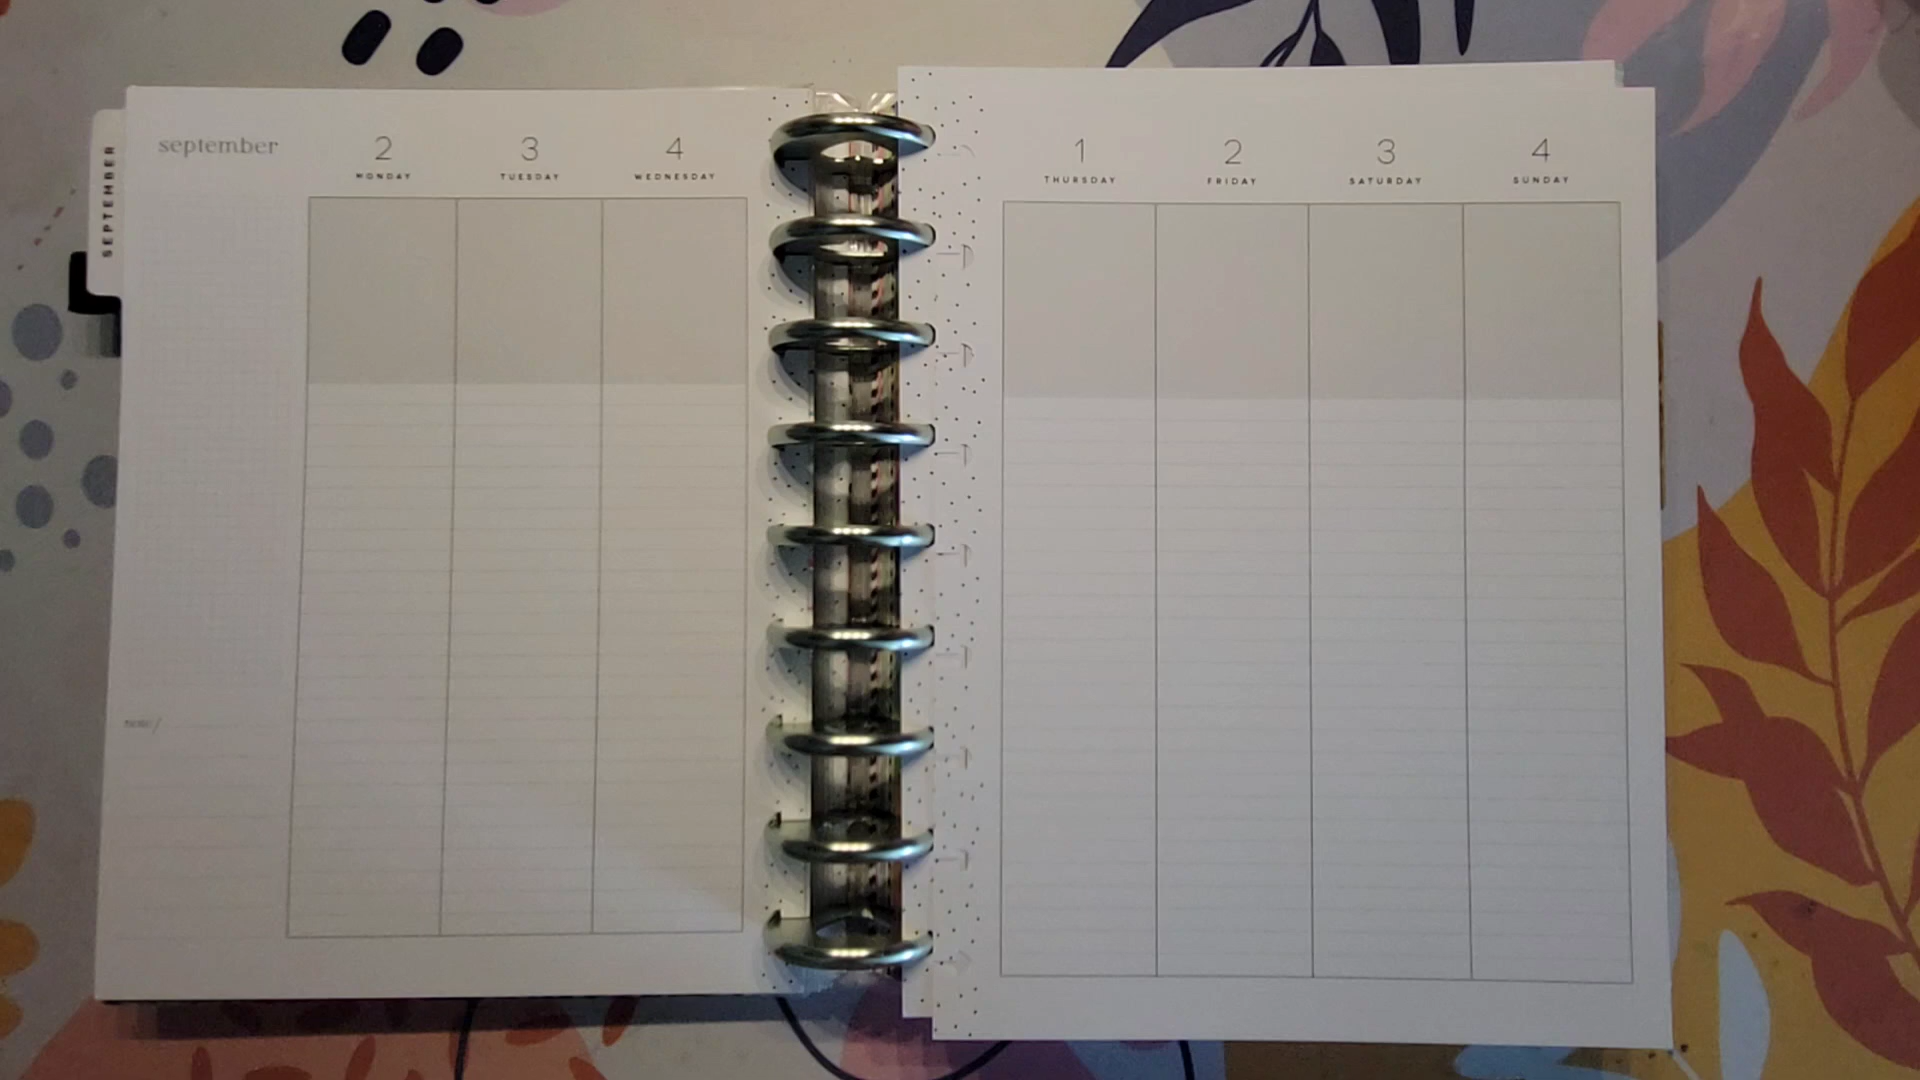 SEPTEMBER
september
2 3 4
MONDAY TUESDAY WEDNESDAY
1 2 3 4
THURSDAY FRIDAY SATURDAY SUNDAY